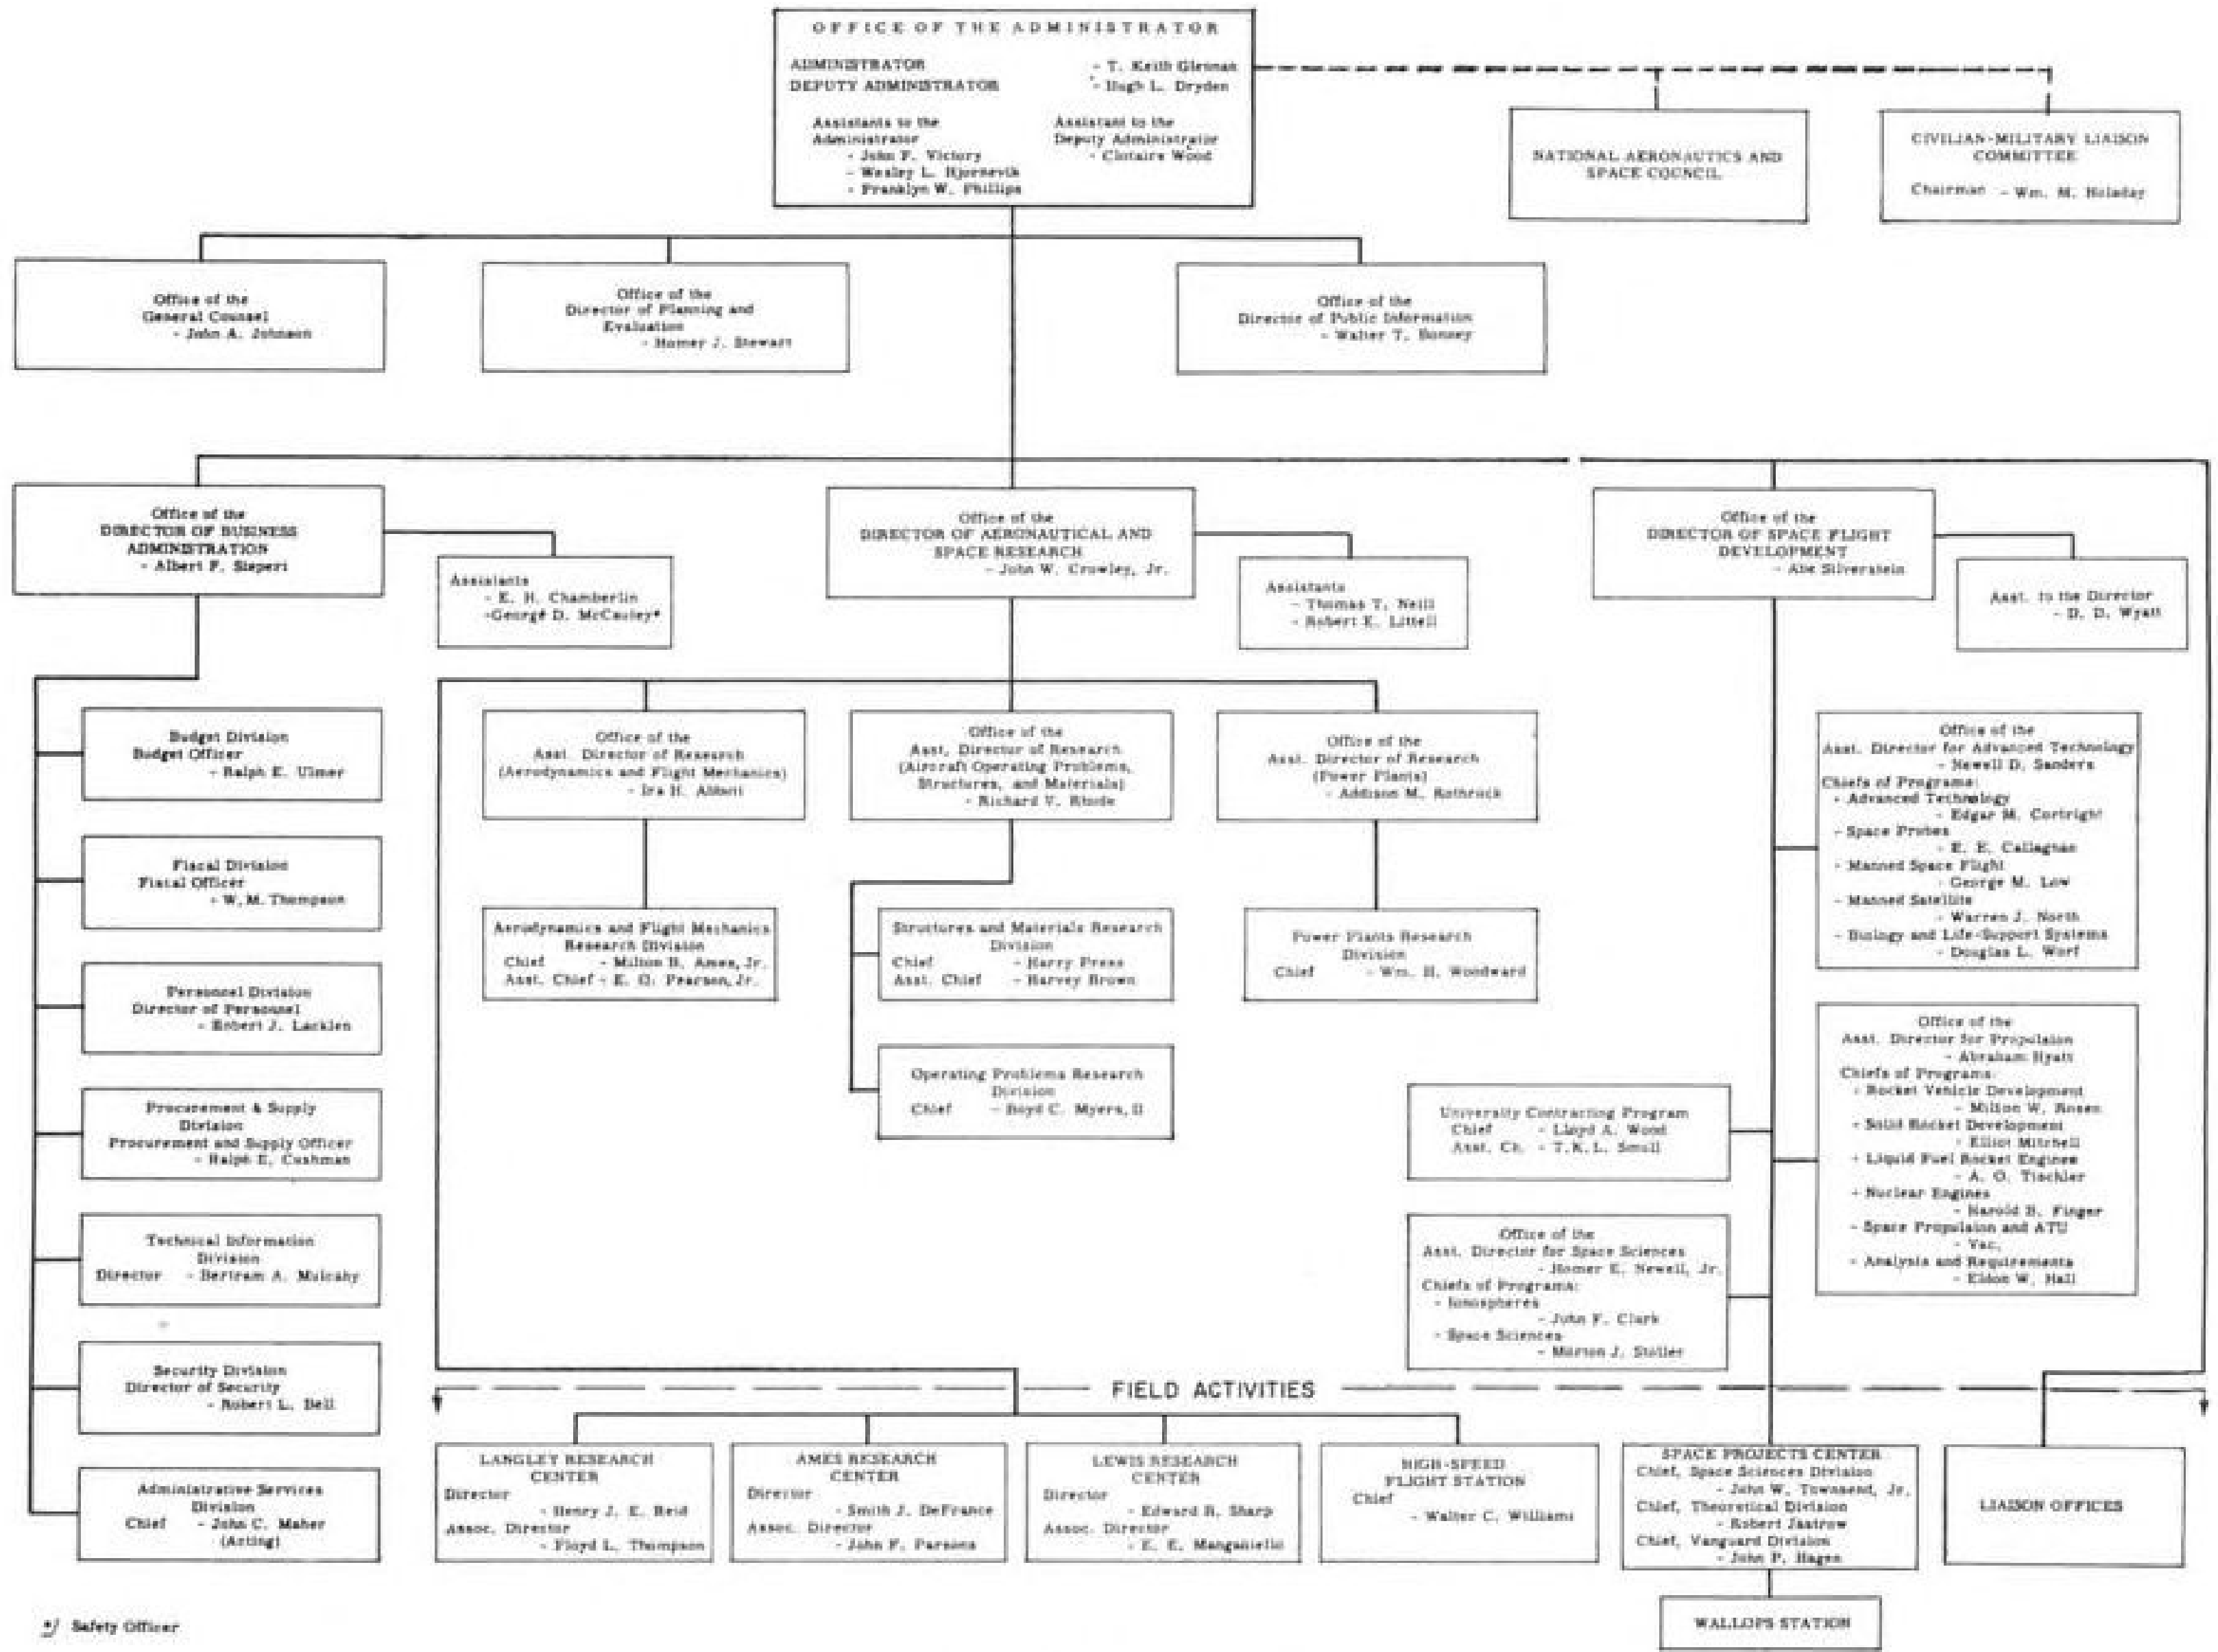 OFFICE OF THE ADMINISTRATOR
ADMINISTRATOR - T. Keith Glennan
DEPUTY ADMINISTRATOR - Hugh L. Dryden
Assistants to the
Administrator
- John F. Victory
- Wesley L. Hjornevik
- Franklyn W. Phillips
Assistant to the
Deputy Administrator
- Clotaire Wood
NATIONAL AERONAUTICS AND
SPACE COUNCIL
CIVILIAN-MILITARY LIAISON
COMMITTEE
Chairman - Wm. M. Holaday
Office of the
General Counsel
- John A. Johnson
Office of the
Director of Planning and
Evaluation
- Homer J. Stewart
Office of the
Director of Public Information
- Walter T. Bonney
Office of the
DIRECTOR OF BUSINESS
ADMINISTRATION
- Albert F. Siepert
Assistants
- E. H. Chamberlin
-George D. McCauley*
Office of the
DIRECTOR OF AERONAUTICAL AND
SPACE RESEARCH
- John W. Crowley, Jr.
Assistants
- Thomas T. Neill
- Robert E. Littell
Office of the
DIRECTOR OF SPACE FLIGHT
DEVELOPMENT
- Abe Silverstein
Asst. to the Director
- D. D. Wyatt
Budget Division
Budget Officer
- Ralph E. Ulmer
Fiscal Division
Fiscal Officer
- W. M. Thompson
Personnel Division
Director of Personnel
- Robert J. Lacklen
Procurement & Supply
Division
Procurement and Supply Officer
- Ralph E. Cushman
Technical Information
Division
Director - Bertram A. Mulcahy
Security Division
Director of Security
- Robert L. Bell
Administrative Services
Division
Chief - John C. Maher
(Acting)
Office of the
Asst. Director of Research
(Aerodynamics and Flight Mechanics)
- Ira H. Abbott
Office of the
Asst. Director of Research
(Aircraft Operating Problems,
Structures, and Materials)
- Richard V. Rhode
Office of the
Asst. Director of Research
(Power Plants)
- Addison M. Rothrock
Aerodynamics and Flight Mechanics
Research Division
Chief - Milton B. Ames, Jr.
Asst. Chief - E. O. Pearson, Jr.
Structures and Materials Research
Division
Chief - Harry Press
Asst. Chief - Harvey Brown
Power Plants Research
Division
Chief - Wm. H. Woodward
Operating Problems Research
Division
Chief - Boyd C. Myers, II
Office of the
Asst. Director for Advanced Technology
- Newell D. Sanders
Chiefs of Programs:
- Advanced Technology
- Edgar M. Cortright
- Space Probes
- E. E. Callaghan
- Manned Space Flight
- George M. Low
- Manned Satellite
- Warren J. North
- Biology and Life-Support Systems
- Douglas L. Worf
Office of the
Asst. Director for Propulsion
- Abraham Hyatt
Chiefs of Programs:
- Rocket Vehicle Development
- Milton W. Rosen
- Solid Rocket Development
- Elliot Mitchell
- Liquid Fuel Rocket Engines
- A. O. Tischler
- Nuclear Engines
- Harold B. Finger
- Space Propulsion and ATU
- Vac.
- Analysis and Requirements
- Eldon W. Hall
University Contracting Program
Chief - Lloyd A. Wood
Asst. Ch. - T.K.L. Smull
Office of the
Asst. Director for Space Sciences
- Homer E. Newell, Jr.
Chiefs of Programs:
- Ionospheres
- John F. Clark
- Space Sciences
- Morton J. Stoller
FIELD ACTIVITIES
LANGLEY RESEARCH
CENTER
Director
- Henry J. E. Reid
Assoc. Director
- Floyd L. Thompson
AMES RESEARCH
CENTER
Director
- Smith J. DeFrance
Assoc. Director
- John F. Parsons
LEWIS RESEARCH
CENTER
Director
- Edward R. Sharp
Assoc. Director
- E. E. Manganiello
HIGH-SPEED
FLIGHT STATION
Chief
- Walter C. Williams
SPACE PROJECTS CENTER
Chief, Space Sciences Division
- John W. Townsend, Jr.
Chief, Theoretical Division
- Robert Jastrow
Chief, Vanguard Division
- John P. Hagen
LIAISON OFFICES
WALLOPS STATION
*/ Safety Officer